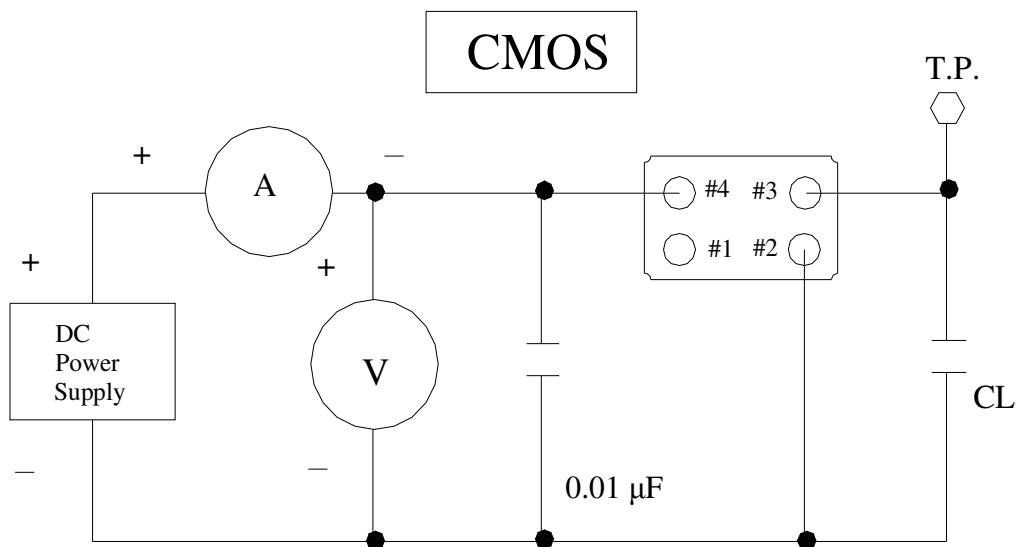 CMOS
T.P.
+
–
A
#4
#3
+
+
#1
#2
DC
Power
Supply
V
CL
–
–
0.01 μF